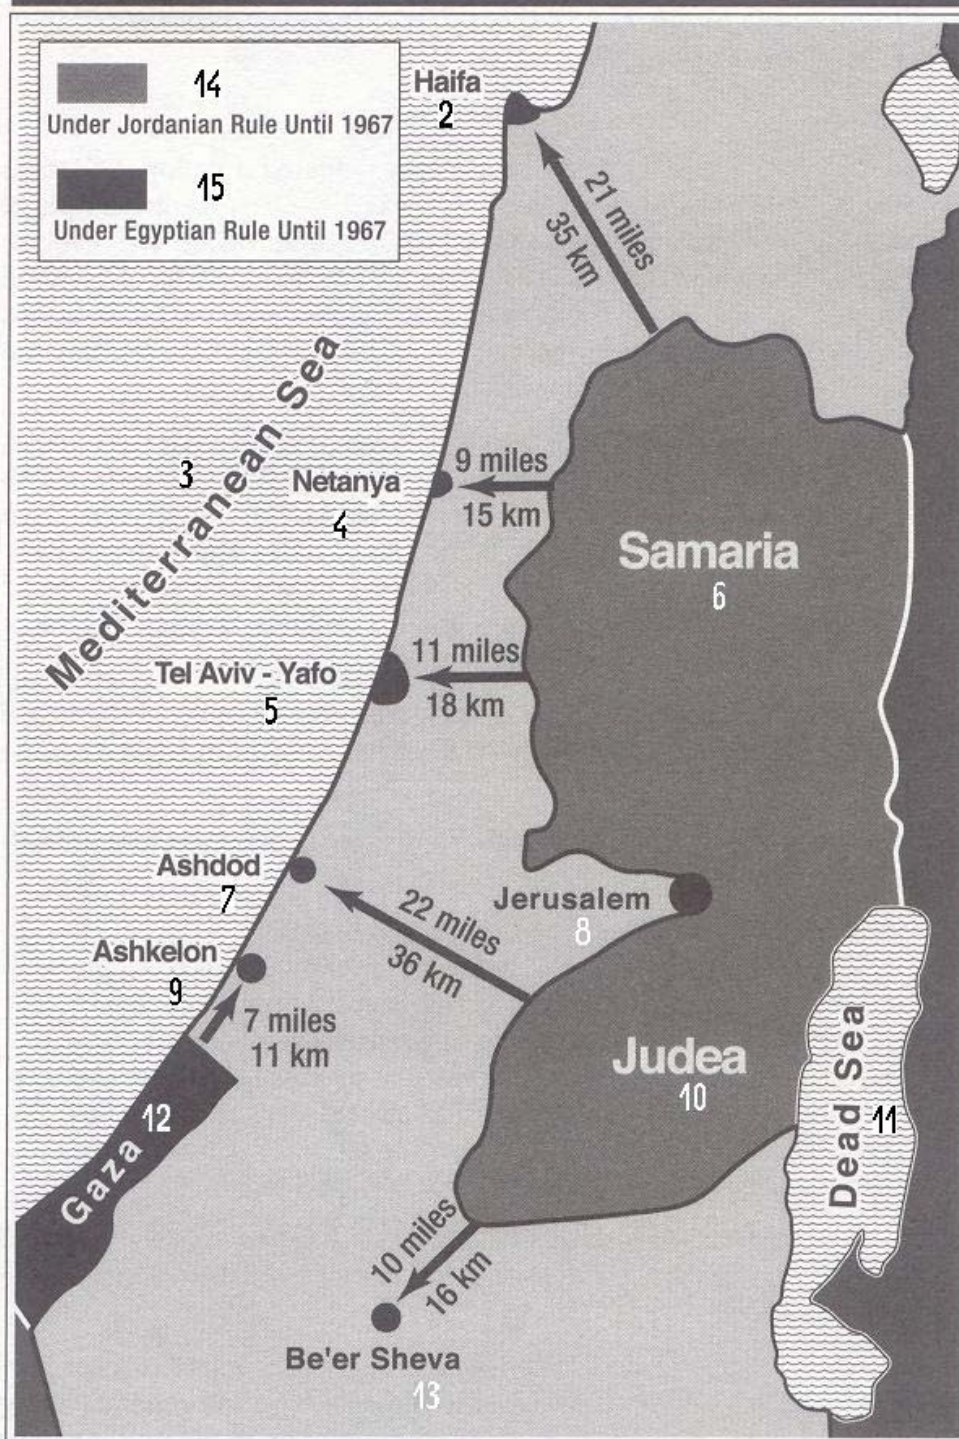 14
Under Jordanian Rule Until 1967
15
Under Egyptian Rule Until 1967
Haifa
2
21 miles
35 km
Mediterranean Sea
3
Netanya
4
9 miles
15 km
Samaria
6
Tel Aviv - Yafo
5
11 miles
18 km
Ashdod
7
22 miles
36 km
Jerusalem
8
Ashkelon
9
7 miles
11 km
Judea
10
Dead Sea
11
Gaza
12
10 miles
16 km
Be'er Sheva
13